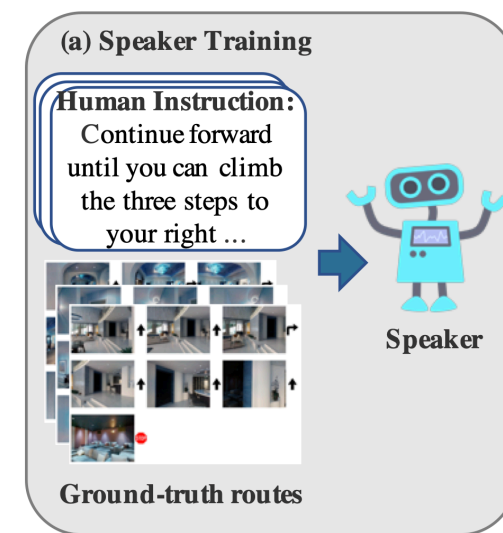 (a) Speaker Training
Human Instruction:
Continue forward
until you can climb
the three steps to
your right ...
Speaker
Ground-truth routes